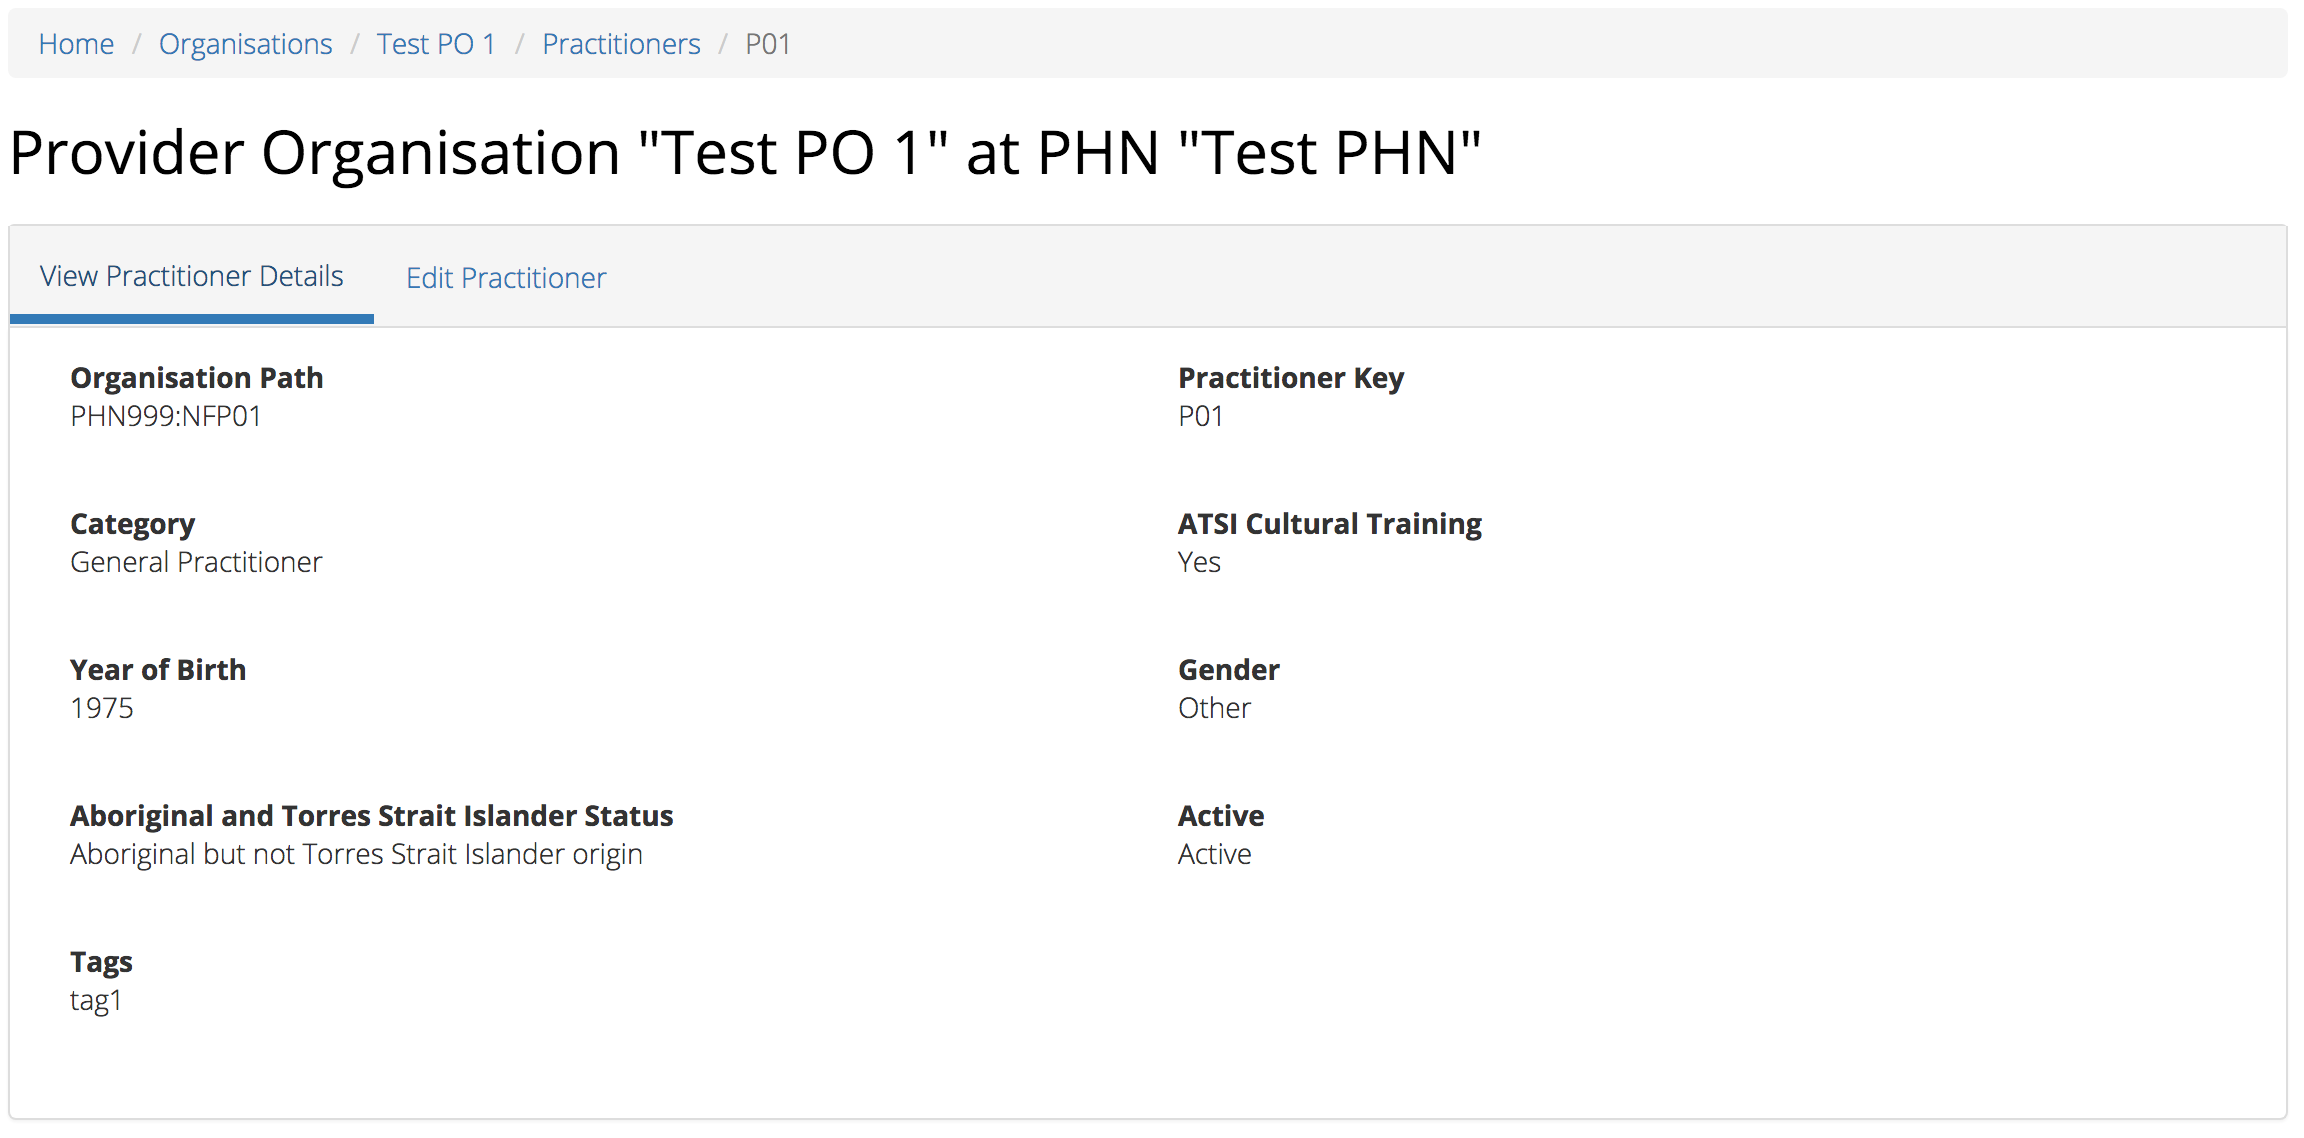 Home / Organisations / Test PO 1 / Practitioners / P01
Provider Organisation "Test PO 1" at PHN "Test PHN"
View Practitioner Details
Edit Practitioner
Organisation Path
PHN999:NFP01
Practitioner Key
P01
Category
General Practitioner
ATSI Cultural Training
Yes
Year of Birth
1975
Gender
Other
Aboriginal and Torres Strait Islander Status
Aboriginal but not Torres Strait Islander origin
Active
Active
Tags
tag1